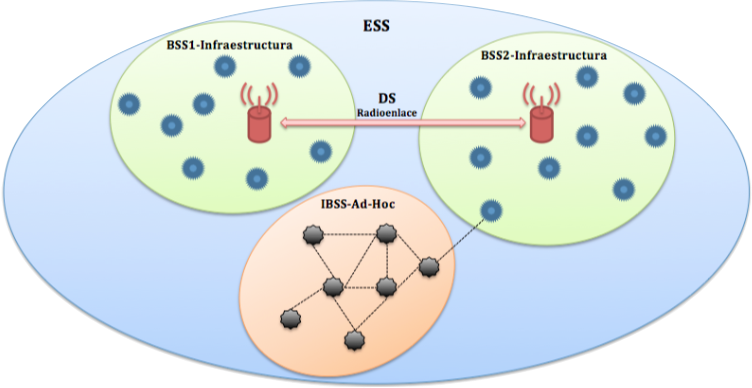 ESS
BSS1-Infraestructura
BSS2-Infraestructura
DS
Radioenlace
IBSS-Ad-Hoc